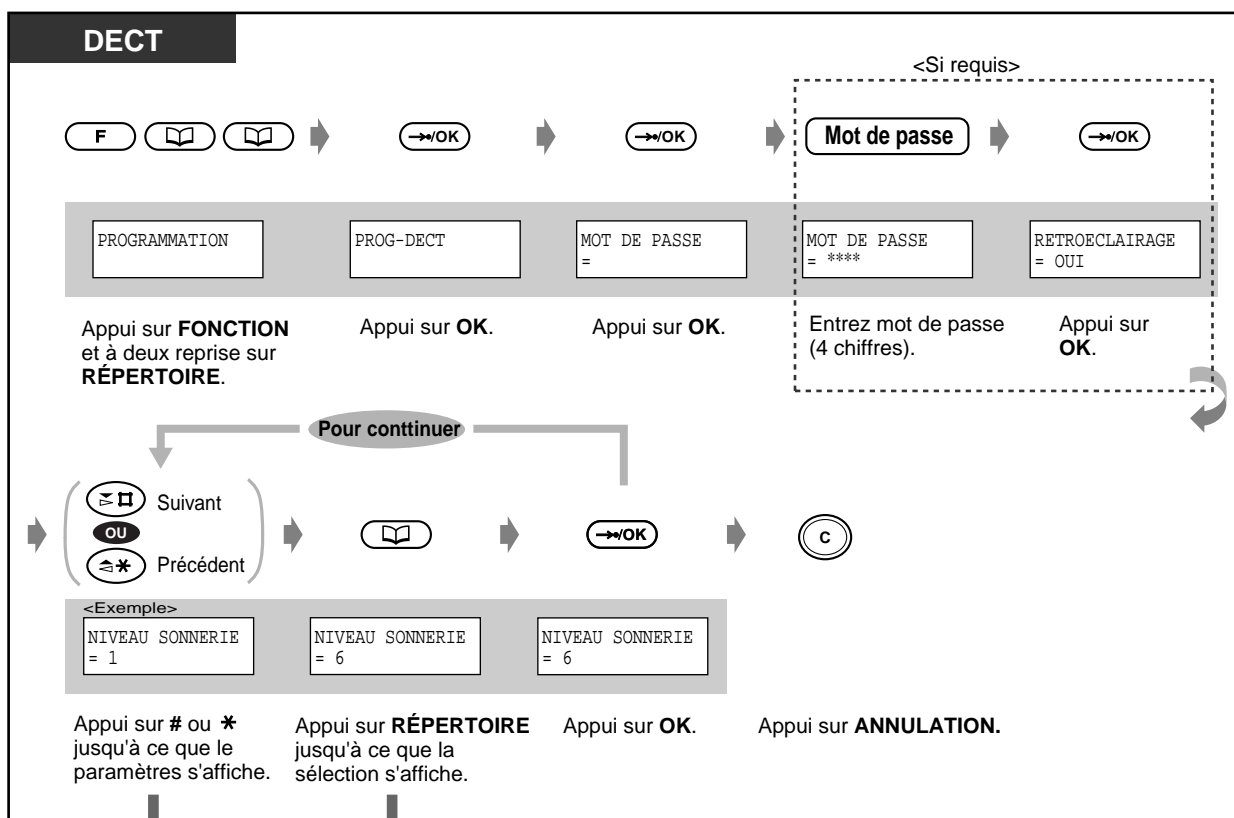 DECT
<Si requis>
F
/OK
/OK
Mot de passe
/OK
PROGRAMMATION
PROG-DECT
MOT DE PASSE
=
MOT DE PASSE
= ****
RETROECLAIRAGE
= OUI
Appui sur FONCTION
et à deux reprise sur
RÉPERTOIRE.
Appui sur OK.
Appui sur OK.
Entrez mot de passe
(4 chiffres).
Appui sur
OK.
Pour conttinuer
# Suivant
OU
* Précédent
/OK
C
<Exemple>
NIVEAU SONNERIE
= 1
NIVEAU SONNERIE
= 6
NIVEAU SONNERIE
= 6
Appui sur # ou *
jusqu'à ce que le
paramètres s'affiche.
Appui sur RÉPERTOIRE
jusqu'à ce que la
sélection s'affiche.
Appui sur OK.
Appui sur ANNULATION.